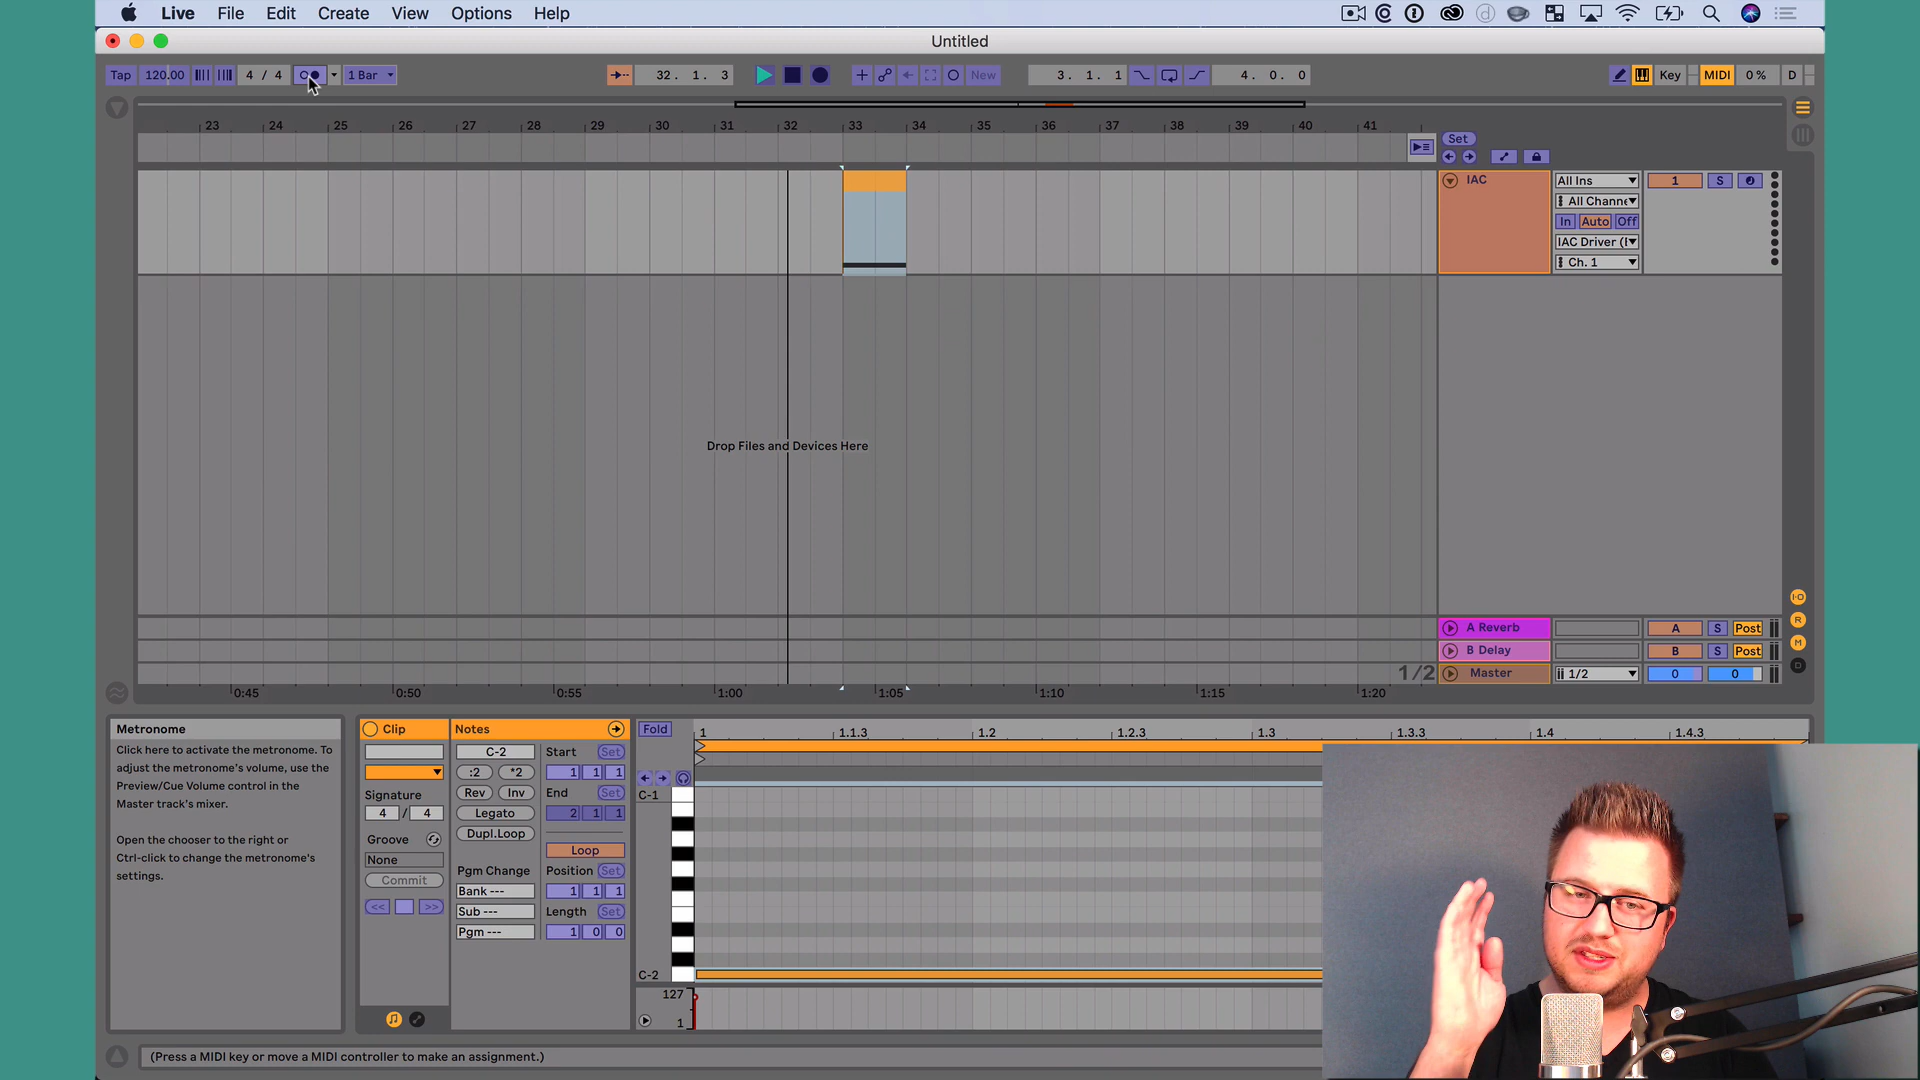 Live File Edit Create View Options Help
Untitled
Tap 120.00 4 / 4 1 Bar 32. 1. 3 New 3. 1. 1 4. 0. 0 Key MIDI 0 % D
23 24 25 26 27 28 29 30 31 32 33 34 35 36 37 38 39 40 41
Set
IAC All Ins 1 S
All Channe
In Auto Off
IAC Driver (I
Ch. 1
Drop Files and Devices Here
A Reverb A S Post
B Delay B S Post
1/2 Master 1/2 0 0
0:45 0:50 0:55 1:00 1:05 1:10 1:15 1:20
I·O
R
M
D
Metronome
Click here to activate the metronome. To
adjust the metronome's volume, use the
Preview/Cue Volume control in the
Master track's mixer.
Open the chooser to the right or
Ctrl-click to change the metronome's
settings.
Clip
Signature
4 / 4
Groove
None
Commit
<< >>
Notes
C-2
:2 *2
Rev Inv
Legato
Dupl.Loop
Pgm Change
Bank ---
Sub ---
Pgm ---
Start Set
1 1 1
End Set
2 1 1
Loop
Position Set
1 1 1
Length Set
1 0 0
Fold 1 1.1.3 1.2 1.2.3 1.3 1.3.3 1.4 1.4.3
C-1
C-2
127
1
(Press a MIDI key or move a MIDI controller to make an assignment.)